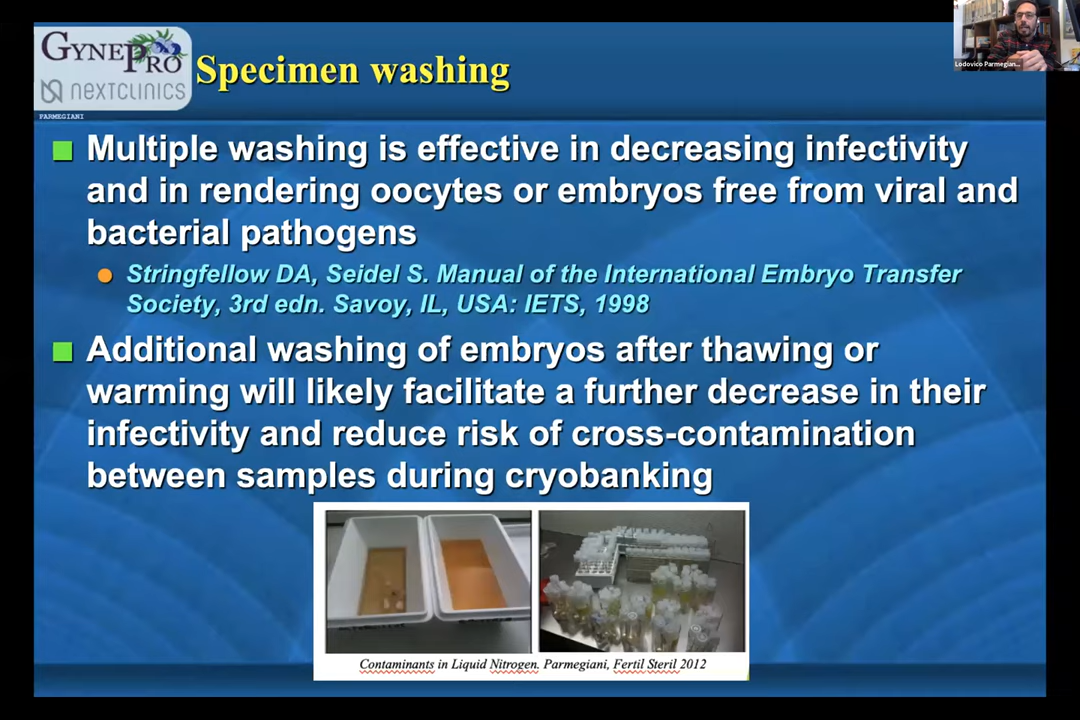 GYNEPRO
NEXTCLINICS
PARMEGIANI
Specimen washing
Lodovico Parmegian...
Multiple washing is effective in decreasing infectivity
and in rendering oocytes or embryos free from viral and
bacterial pathogens
Stringfellow DA, Seidel S. Manual of the International Embryo Transfer
Society, 3rd edn. Savoy, IL, USA: IETS, 1998
Additional washing of embryos after thawing or
warming will likely facilitate a further decrease in their
infectivity and reduce risk of cross-contamination
between samples during cryobanking
Contaminants in Liquid Nitrogen. Parmegiani, Fertil Steril 2012